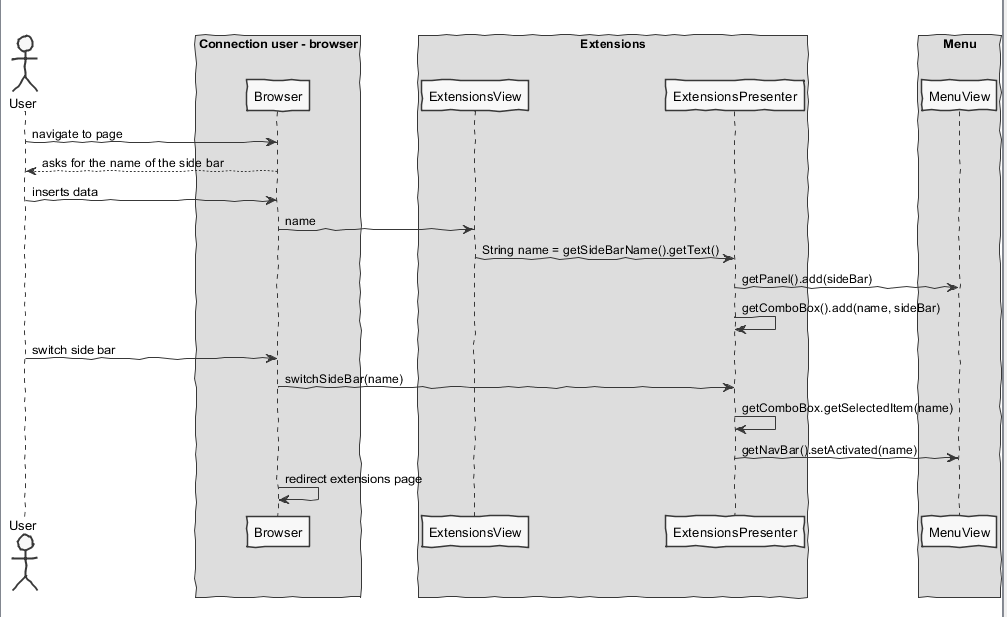 Connection user - browser
Extensions
Menu
User
Browser
ExtensionsView
ExtensionsPresenter
MenuView
navigate to page
asks for the name of the side bar
inserts data
name
String name = getSideBarName().getText()
getPanel().add(sideBar)
getComboBox().add(name, sideBar)
switch side bar
switchSideBar(name)
getComboBox.getSelectedItem(name)
getNavBar().setActivated(name)
redirect extensions page
User
Browser
ExtensionsView
ExtensionsPresenter
MenuView